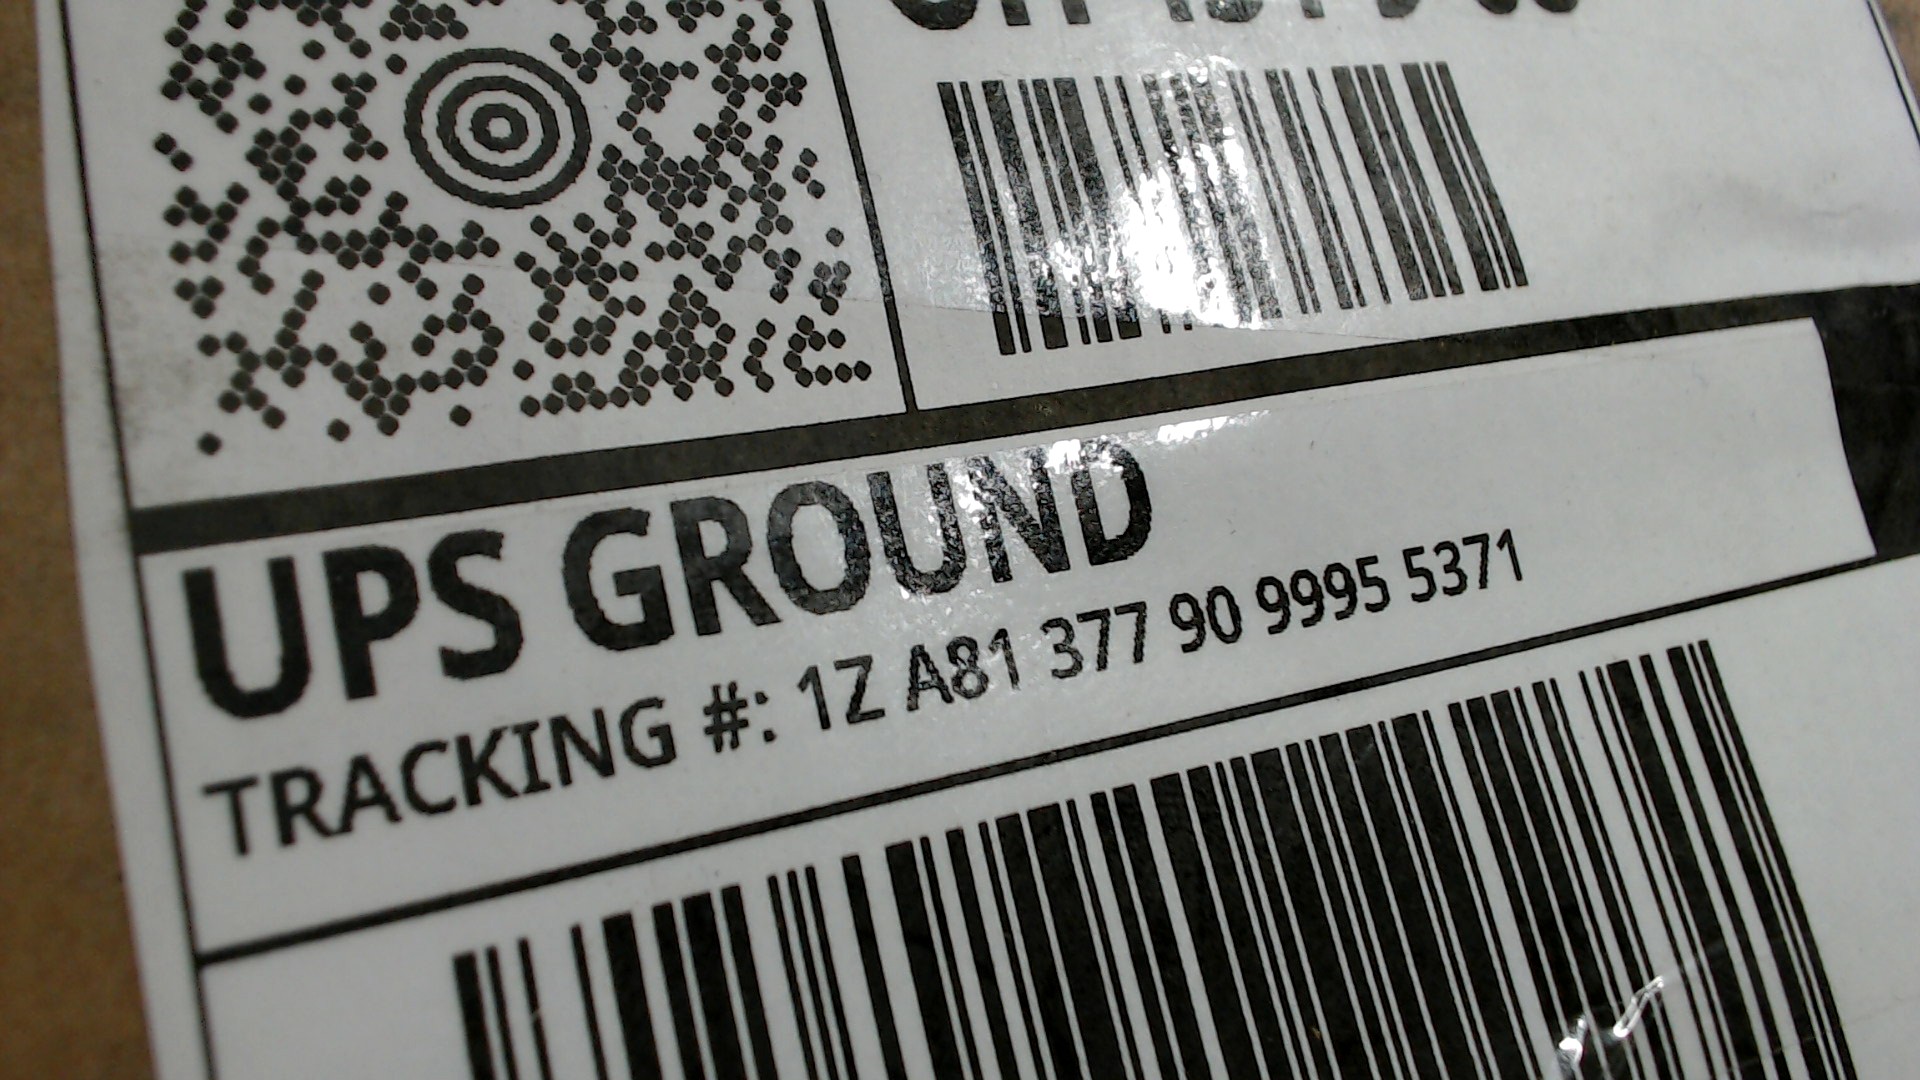 UPS GROUND
TRACKING #: 1Z A81 377 90 9995 5371